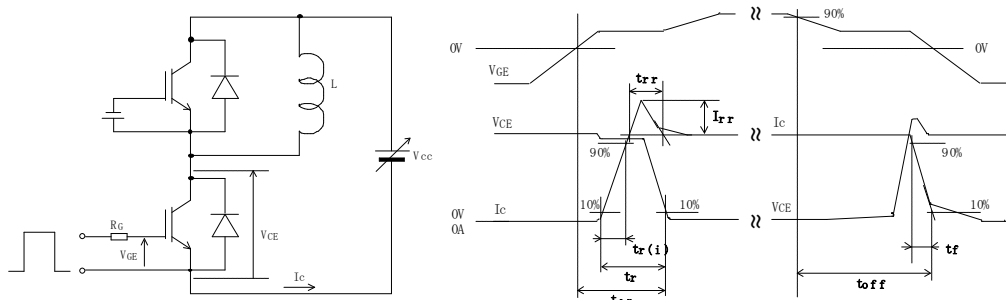 L
Vcc
RG
VGE
VCE
Ic
0V
VGE
90%
0V
trr
Irr
VCE
Ic
90%
90%
10%
10%
10%
0V
0A
Ic
VCE
tr(i)
tr
tf
toff